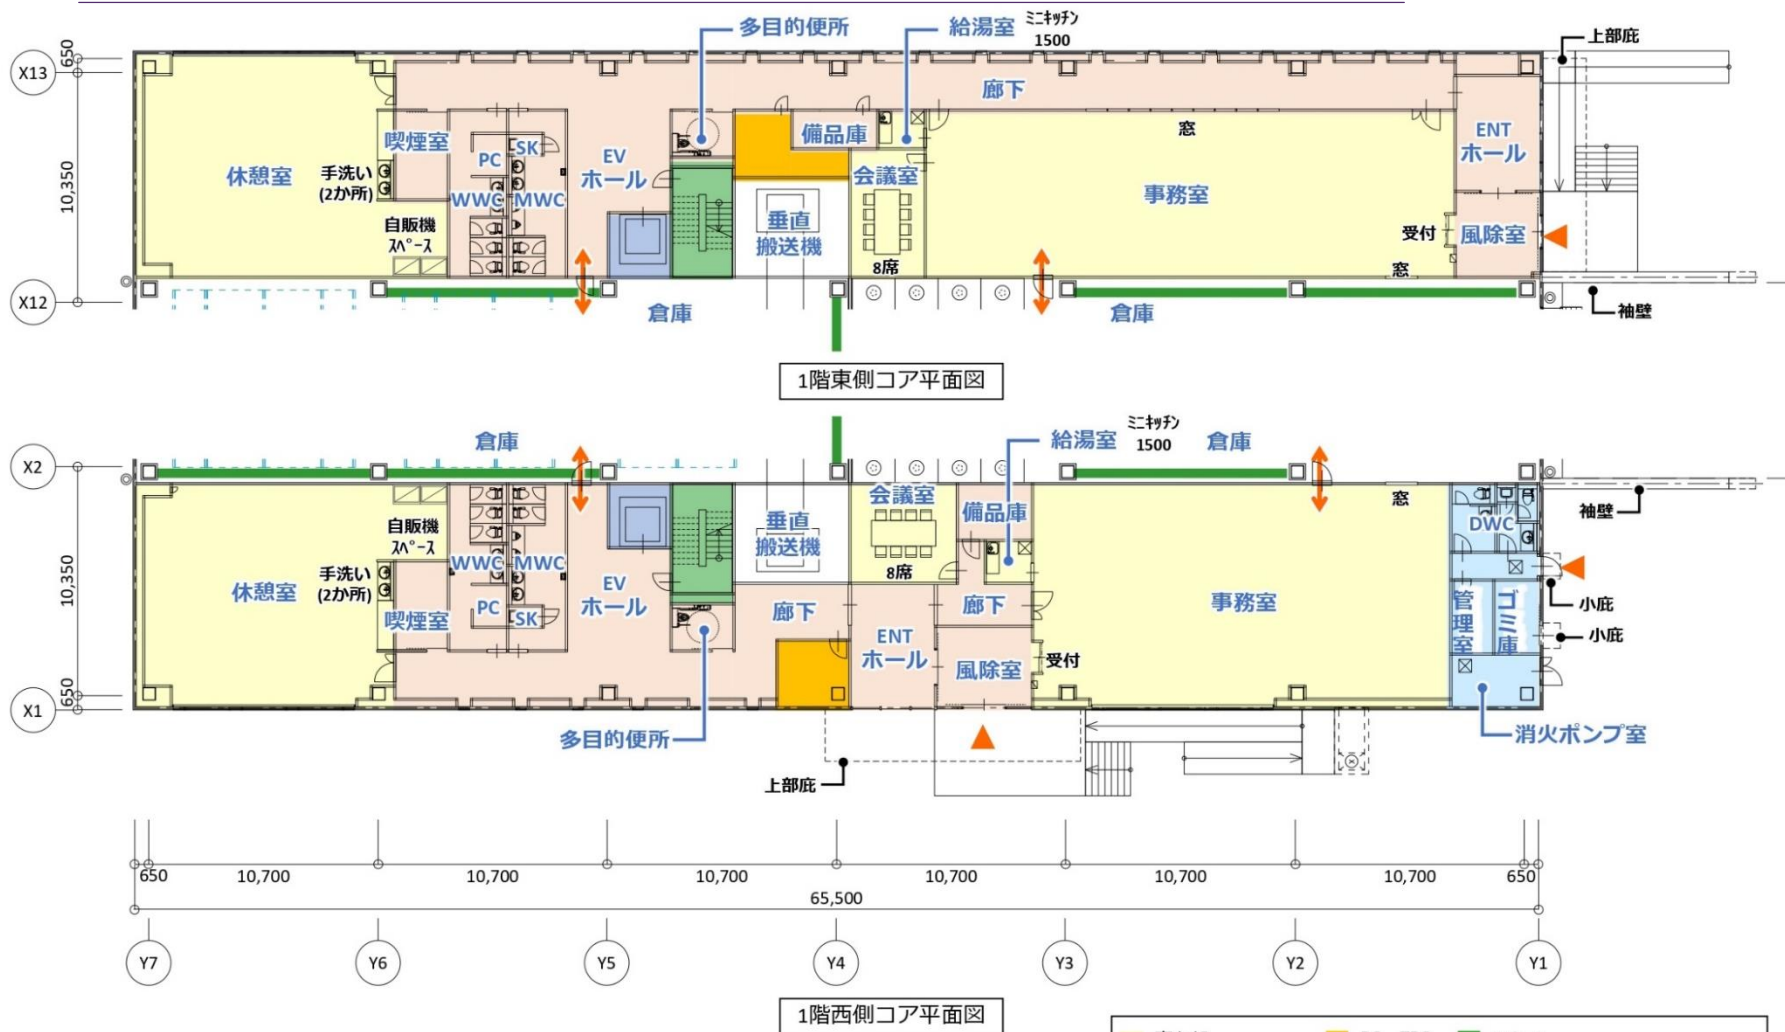 多目的便所
給湯室
ﾐﾆｷｯﾁﾝ
1500
上部庇
X13
650
10,350
X12
廊下
喫煙室
PC
SK
EV
ホール
備品庫
窓
ENT
ホール
休憩室
手洗い
(2か所)
WWC
MWC
会議室
事務室
自販機
ｽﾍﾟｰｽ
垂直
搬送機
受付
風除室
8席
窓
倉庫
倉庫
袖壁
1階東側コア平面図
倉庫
給湯室
ﾐﾆｷｯﾁﾝ
1500
倉庫
X2
10,350
650
X1
会議室
備品庫
窓
DWC
袖壁
自販機
ｽﾍﾟｰｽ
垂直
搬送機
WWC
MWC
手洗い
(2か所)
EV
ホール
8席
休憩室
PC
SK
喫煙室
廊下
廊下
事務室
管理室
ゴミ庫
小庇
小庇
ENT
ホール
風除室
受付
多目的便所
消火ポンプ室
上部庇
650
10,700
10,700
10,700
10,700
10,700
10,700
650
65,500
Y7
Y6
Y5
Y4
Y3
Y2
Y1
1階西側コア平面図